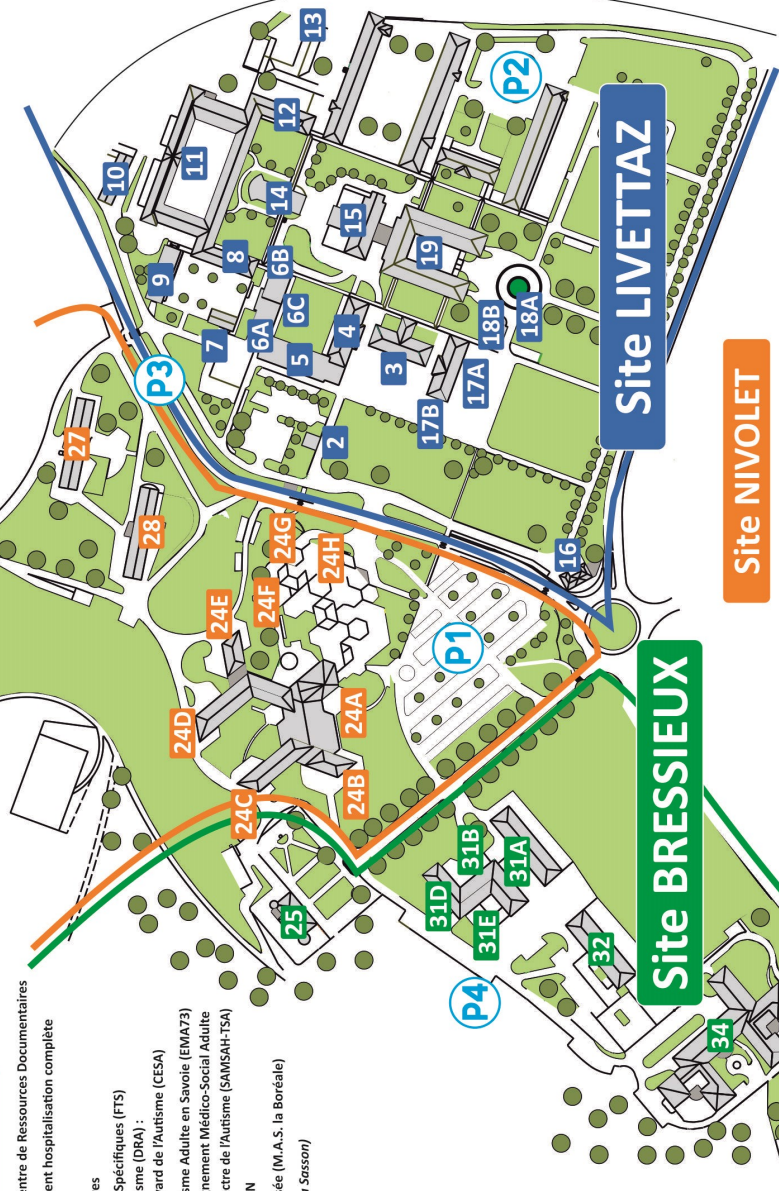 entre de Ressources Documentaires
ent hospitalisation complète
es
Spécifiques (FTS)
sme (DRA) :
ard de l'Autisme (CESA)
sme Adulte en Savoie (EMA73)
nement Médico-Social Adulte
ctre de l'Autisme (SAMSAH-TSA)
N
ée (M.A.S. la Boréale)
Sasson)
13
12
P2
10
11
14
15
9
8
6B
6C
19
7
6A
5
4
3
18B
18A
17A
17B
2
P3
27
28
16
Site LIVETTAZ
24G
24H
24F
24E
24D
24A
24B
24C
P1
Site NIVOLET
25
31D
31B
31A
31E
P4
32
34
Site BRESSIEUX